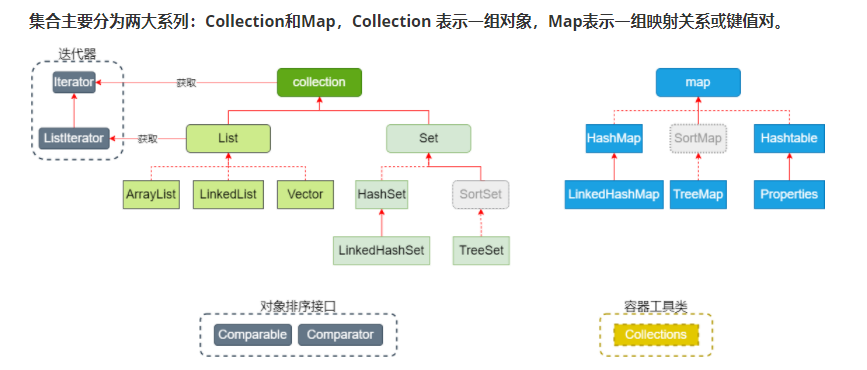 集合主要分为两大系列：Collection和Map，Collection 表示一组对象，Map表示一组映射关系或键值对。
迭代器
Iterator
获取
collection
map
ListIterator
获取
List
Set
HashMap
SortMap
Hashtable
ArrayList
LinkedList
Vector
HashSet
SortSet
LinkedHashMap
TreeMap
Properties
LinkedHashSet
TreeSet
对象排序接口
容器工具类
Comparable
Comparator
Collections